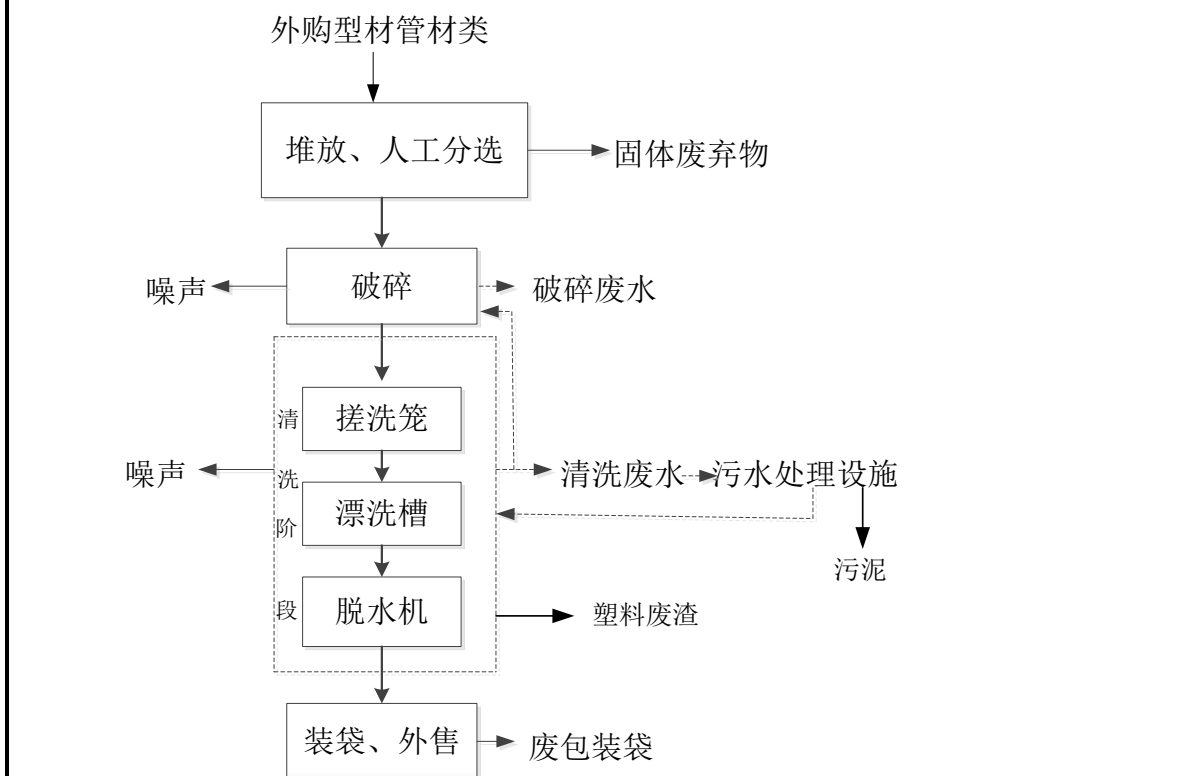 外购型材管材类
堆放、人工分选
固体废弃物
噪声
破碎
破碎废水
清洗阶段
搓洗笼
噪声
清洗废水
污水处理设施
漂洗槽
污泥
脱水机
塑料废渣
装袋、外售
废包装袋